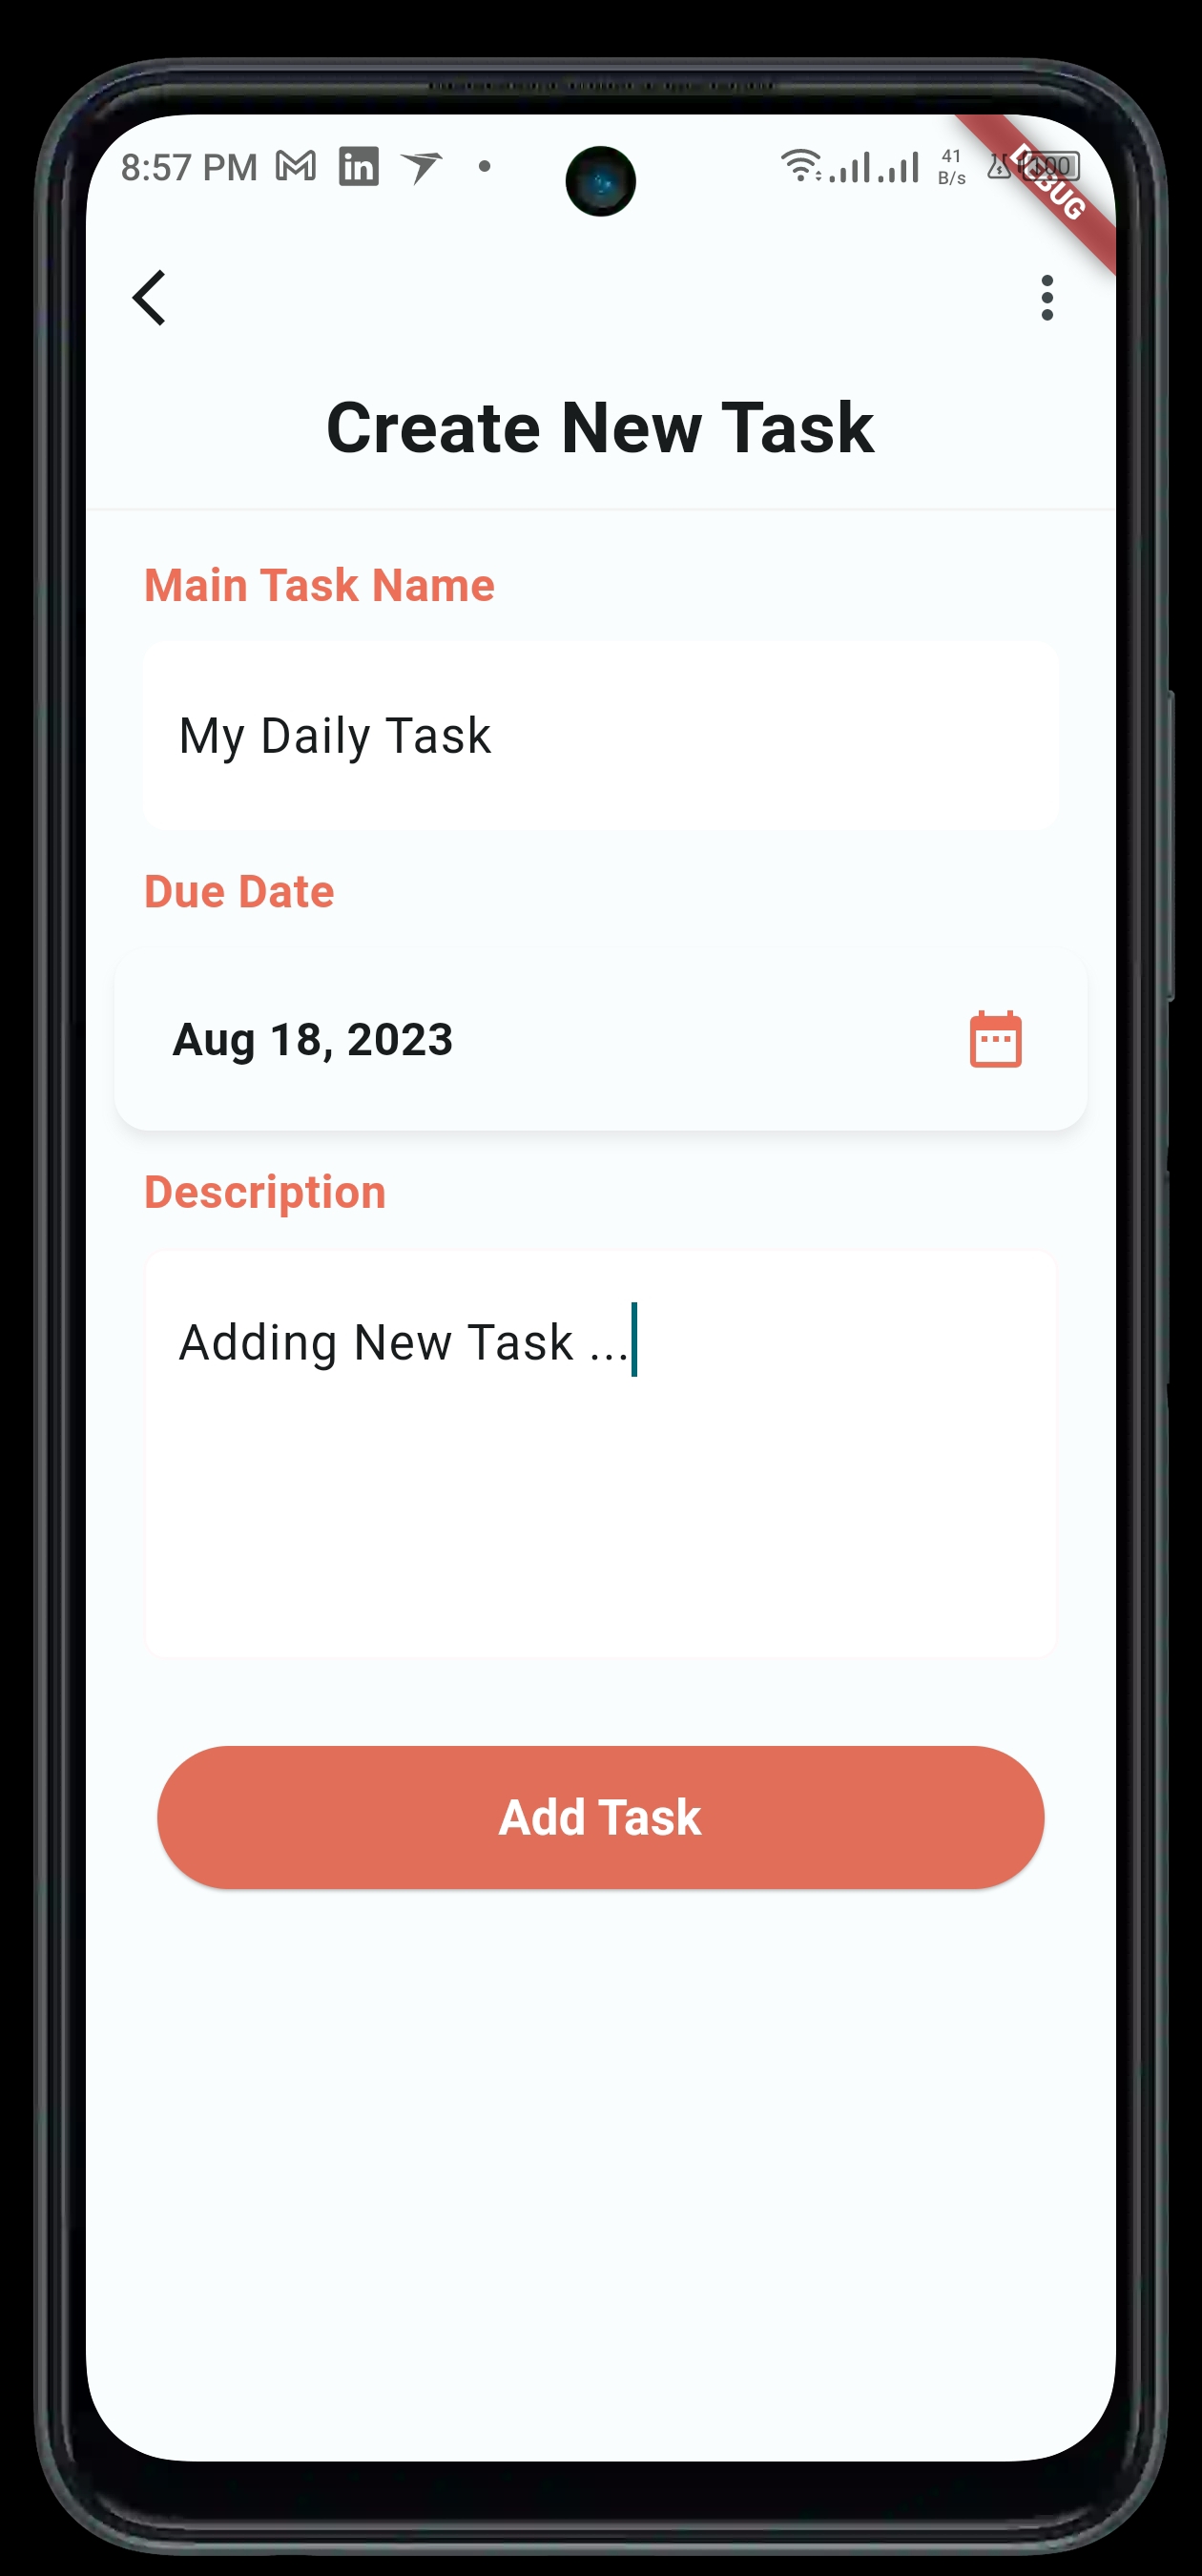 8:57 PM
41
B/s
100
DEBUG
Create New Task
Main Task Name
My Daily Task
Due Date
Aug 18, 2023
Description
Adding New Task ...
Add Task